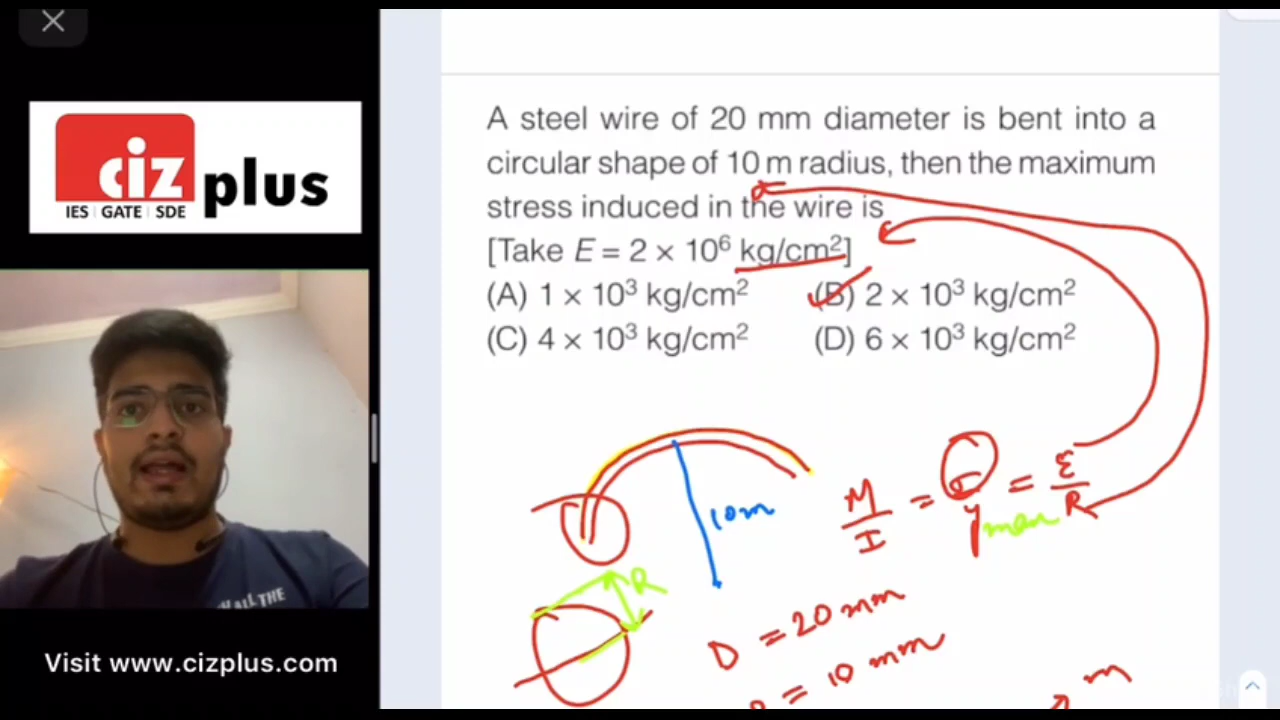 ciz plus
IES | GATE | SDE
Visit www.cizplus.com
A steel wire of 20 mm diameter is bent into a
circular shape of 10 m radius, then the maximum
stress induced in the wire is
[Take E = 2 × 10⁶ kg/cm²]
(A) 1 × 10³ kg/cm² (B) 2 × 10³ kg/cm²
(C) 4 × 10³ kg/cm² (D) 6 × 10³ kg/cm²
10m
M/I = σ/y max = E/R
R
D = 20 mm
= 10 mm
m